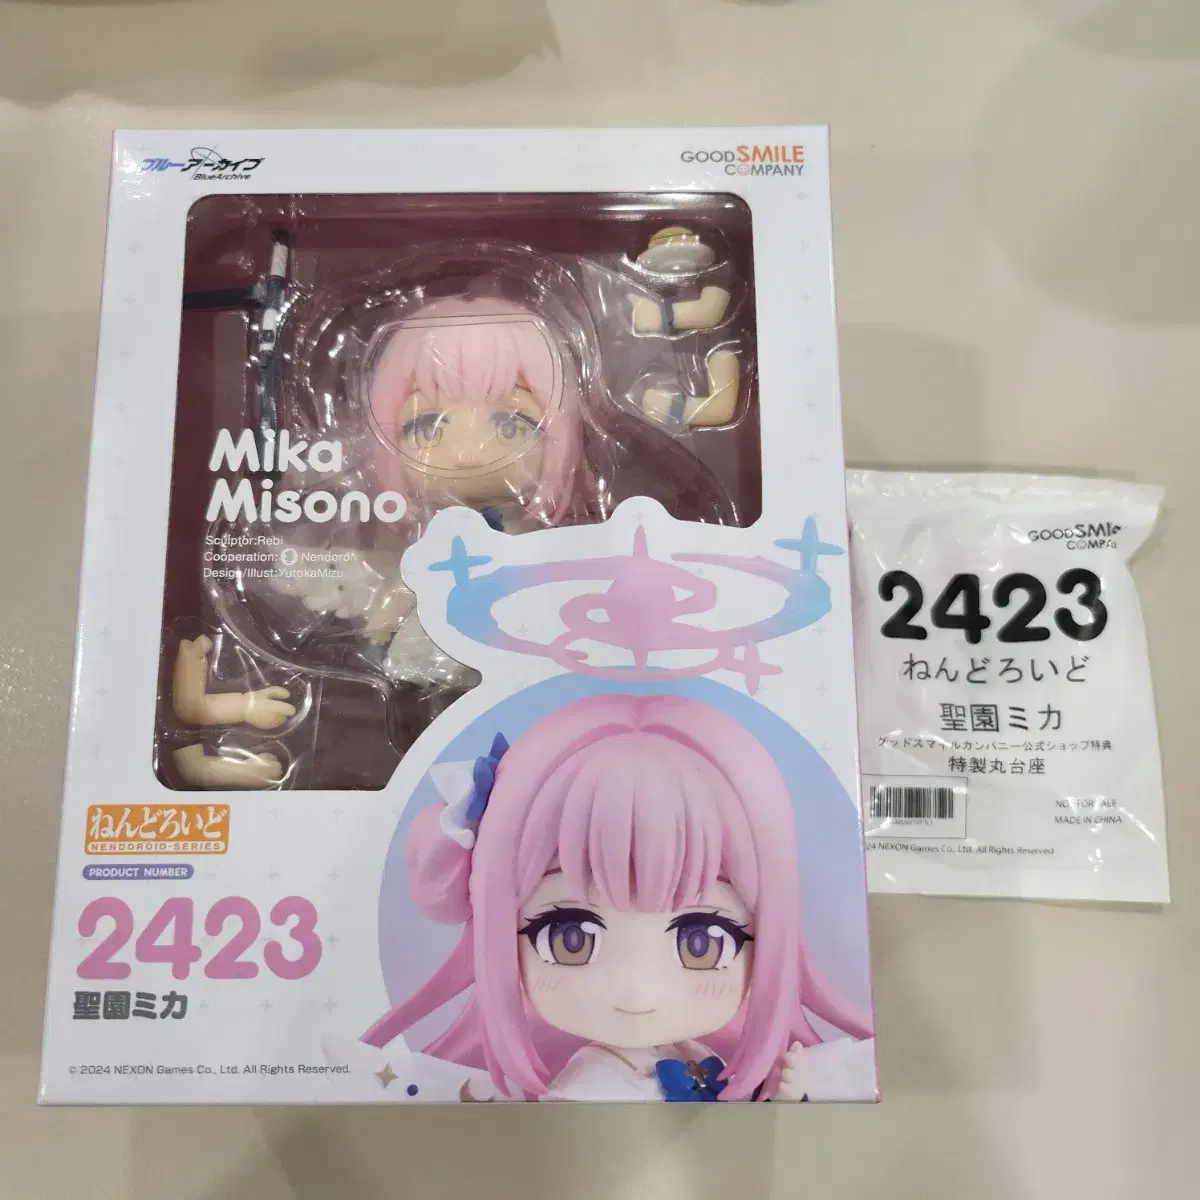 ブルーアーカイブ
BlueArchive
GOOD SMILE
COMPANY
Mika
Misono
Sculptor:Rebi
Cooperation: Nendoron
Design/Illust:YutokaMizu
ねんどろいど
NENDOROID-SERIES
PRODUCT NUMBER
2423
聖園ミカ
© 2024 NEXON Games Co., Ltd. All Rights Reserved.
GOOD SMI
COMPA
2423
ねんどろいど
聖園ミカ
グッドスマイルカンパニー公式ショップ特典
特製丸台座
NOT FOR SALE
MADE IN CHINA
24 NEXON Games Co., Ltd. All Rights Reserved